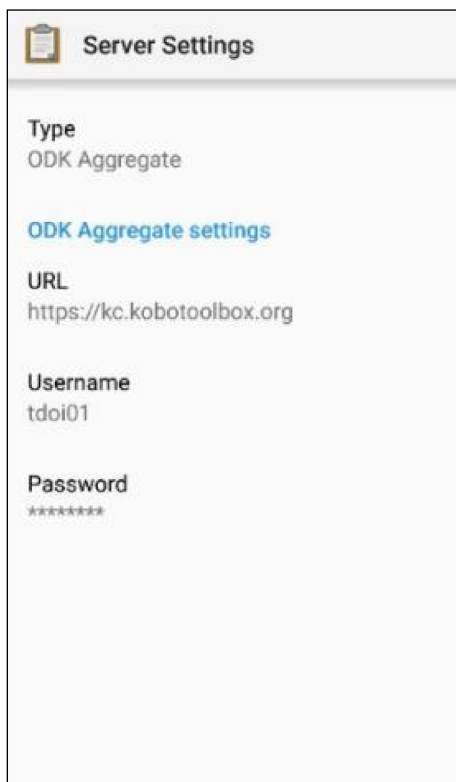 Server Settings
Type
ODK Aggregate
ODK Aggregate settings
URL
https://kc.kobotoolbox.org
Username
tdoi01
Password
********